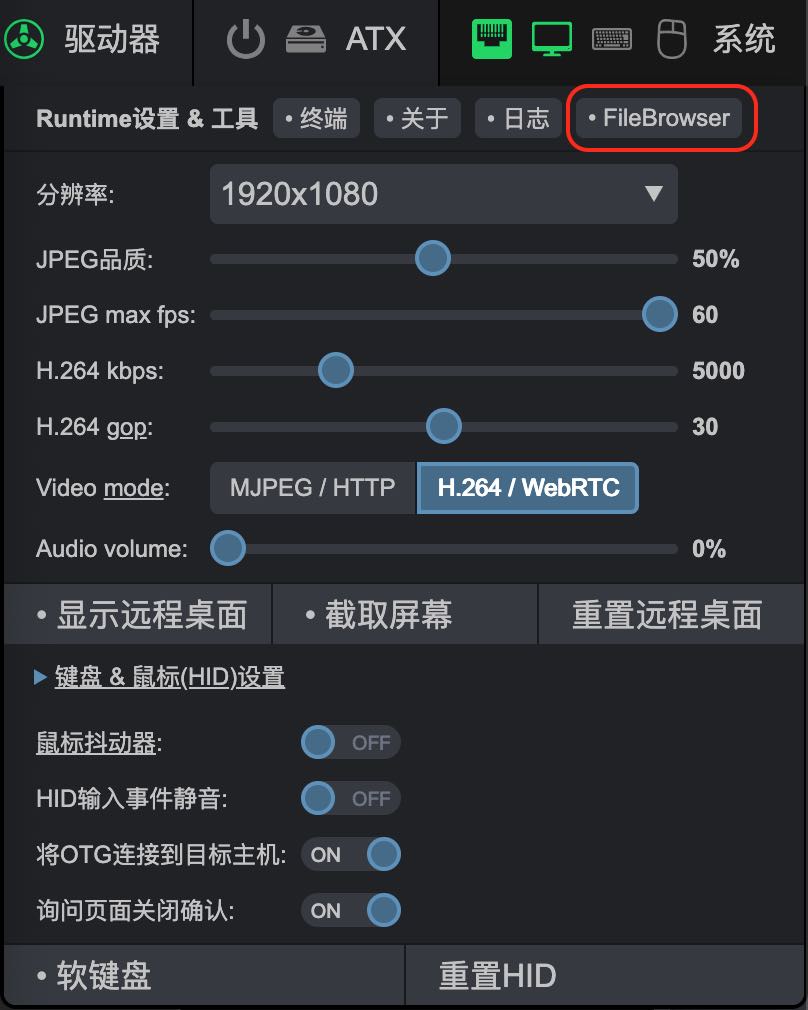 驱动器 ATX 系统
Runtime设置 & 工具 • 终端 • 关于 • 日志 • FileBrowser
分辨率: 1920x1080
JPEG品质: 50%
JPEG max fps: 60
H.264 kbps: 5000
H.264 gop: 30
Video mode: MJPEG / HTTP H.264 / WebRTC
Audio volume: 0%
• 显示远程桌面 • 截取屏幕 重置远程桌面
键盘 & 鼠标(HID)设置
鼠标抖动器: OFF
HID输入事件静音: OFF
将OTG连接到目标主机: ON
询问页面关闭确认: ON
• 软键盘 重置HID